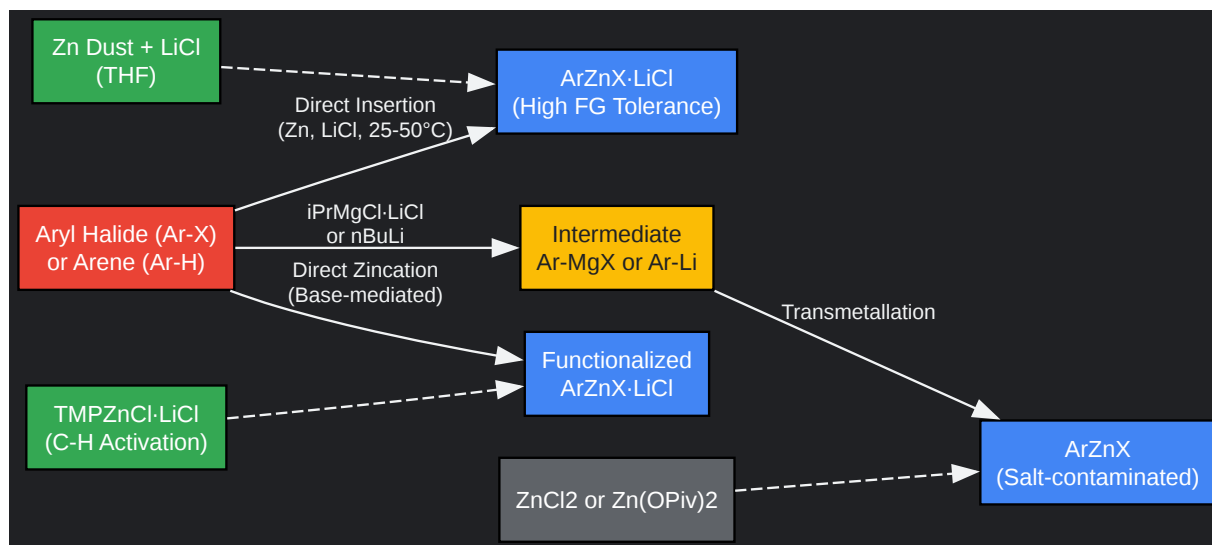 Zn Dust + LiCl
(THF)
ArZnX·LiCl
(High FG Tolerance)
Direct Insertion
(Zn, LiCl, 25-50°C)
Aryl Halide (Ar-X)
or Arene (Ar-H)
iPrMgCl·LiCl
or nBuLi
Intermediate
Ar-MgX or Ar-Li
Direct Zincation
(Base-mediated)
Transmetallation
Functionalized
ArZnX·LiCl
TMPZnCl·LiCl
(C-H Activation)
ZnCl2 or Zn(OPiv)2
ArZnX
(Salt-contaminated)